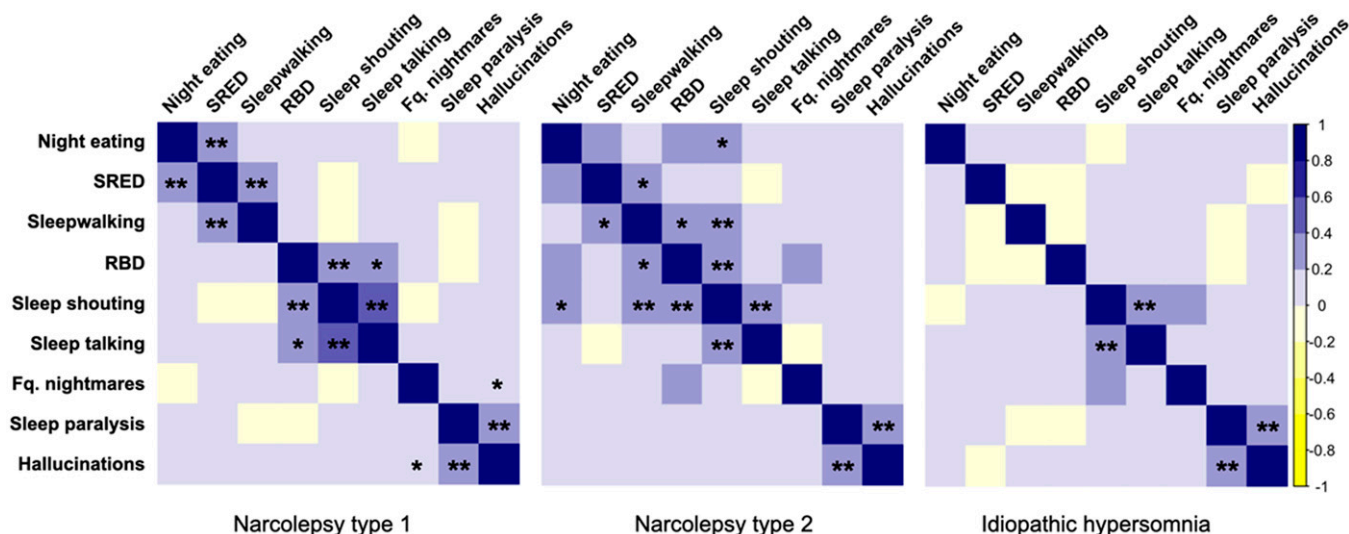 Night eating SRED Sleepwalking RBD Sleep shouting Sleep talking Fq. nightmares Sleep paralysis Hallucinations
Night eating SRED Sleepwalking RBD Sleep shouting Sleep talking Fq. nightmares Sleep paralysis Hallucinations
Night eating SRED Sleepwalking RBD Sleep shouting Sleep talking Fq. nightmares Sleep paralysis Hallucinations
Night eating ** *
SRED ** ** *
Sleepwalking ** * * **
RBD ** * * **
Sleep shouting ** ** * ** ** ** **
Sleep talking * ** ** **
Fq. nightmares *
Sleep paralysis ** ** **
Hallucinations * ** ** **
1
0.8
0.6
0.4
0.2
0
-0.2
-0.4
-0.6
-0.8
-1
Narcolepsy type 1 Narcolepsy type 2 Idiopathic hypersomnia